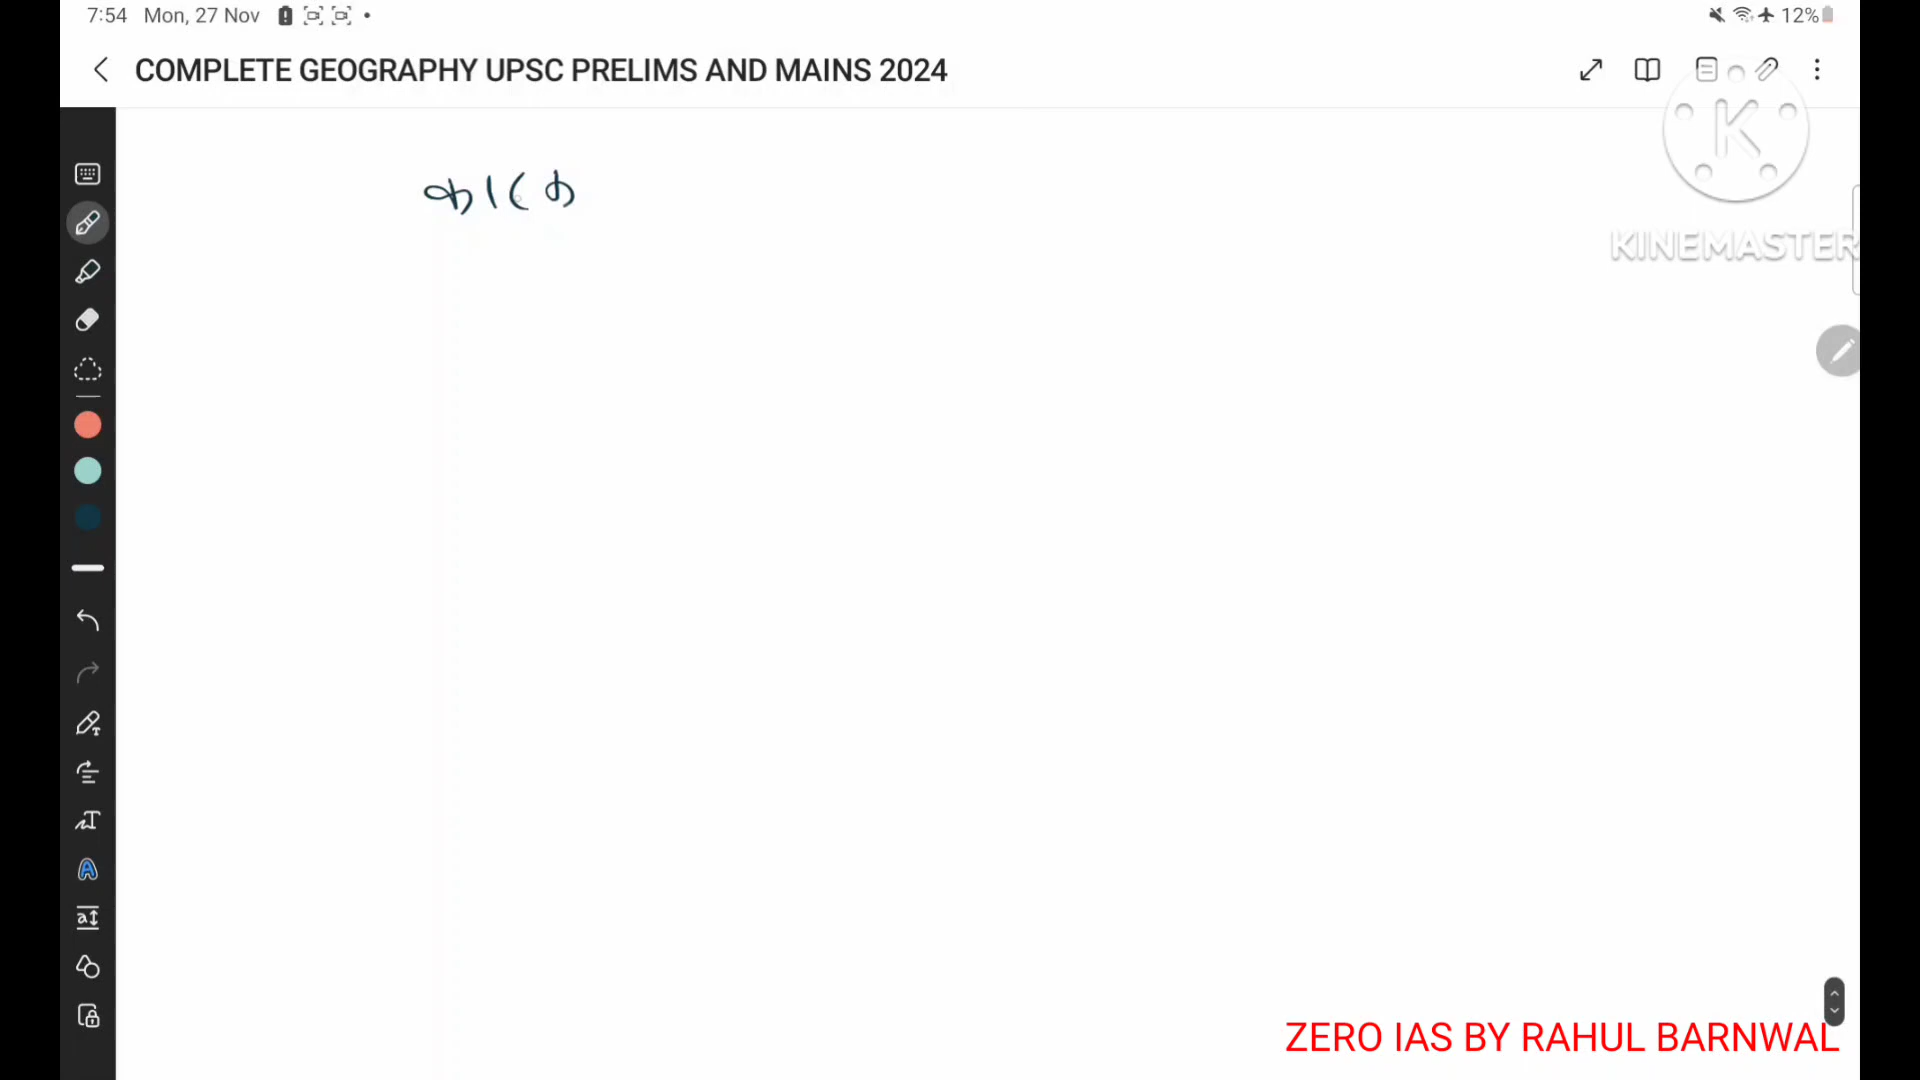 7:54 Mon, 27 Nov
12%
COMPLETE GEOGRAPHY UPSC PRELIMS AND MAINS 2024
K
KINEMASTER
ZERO IAS BY RAHUL BARNWAL